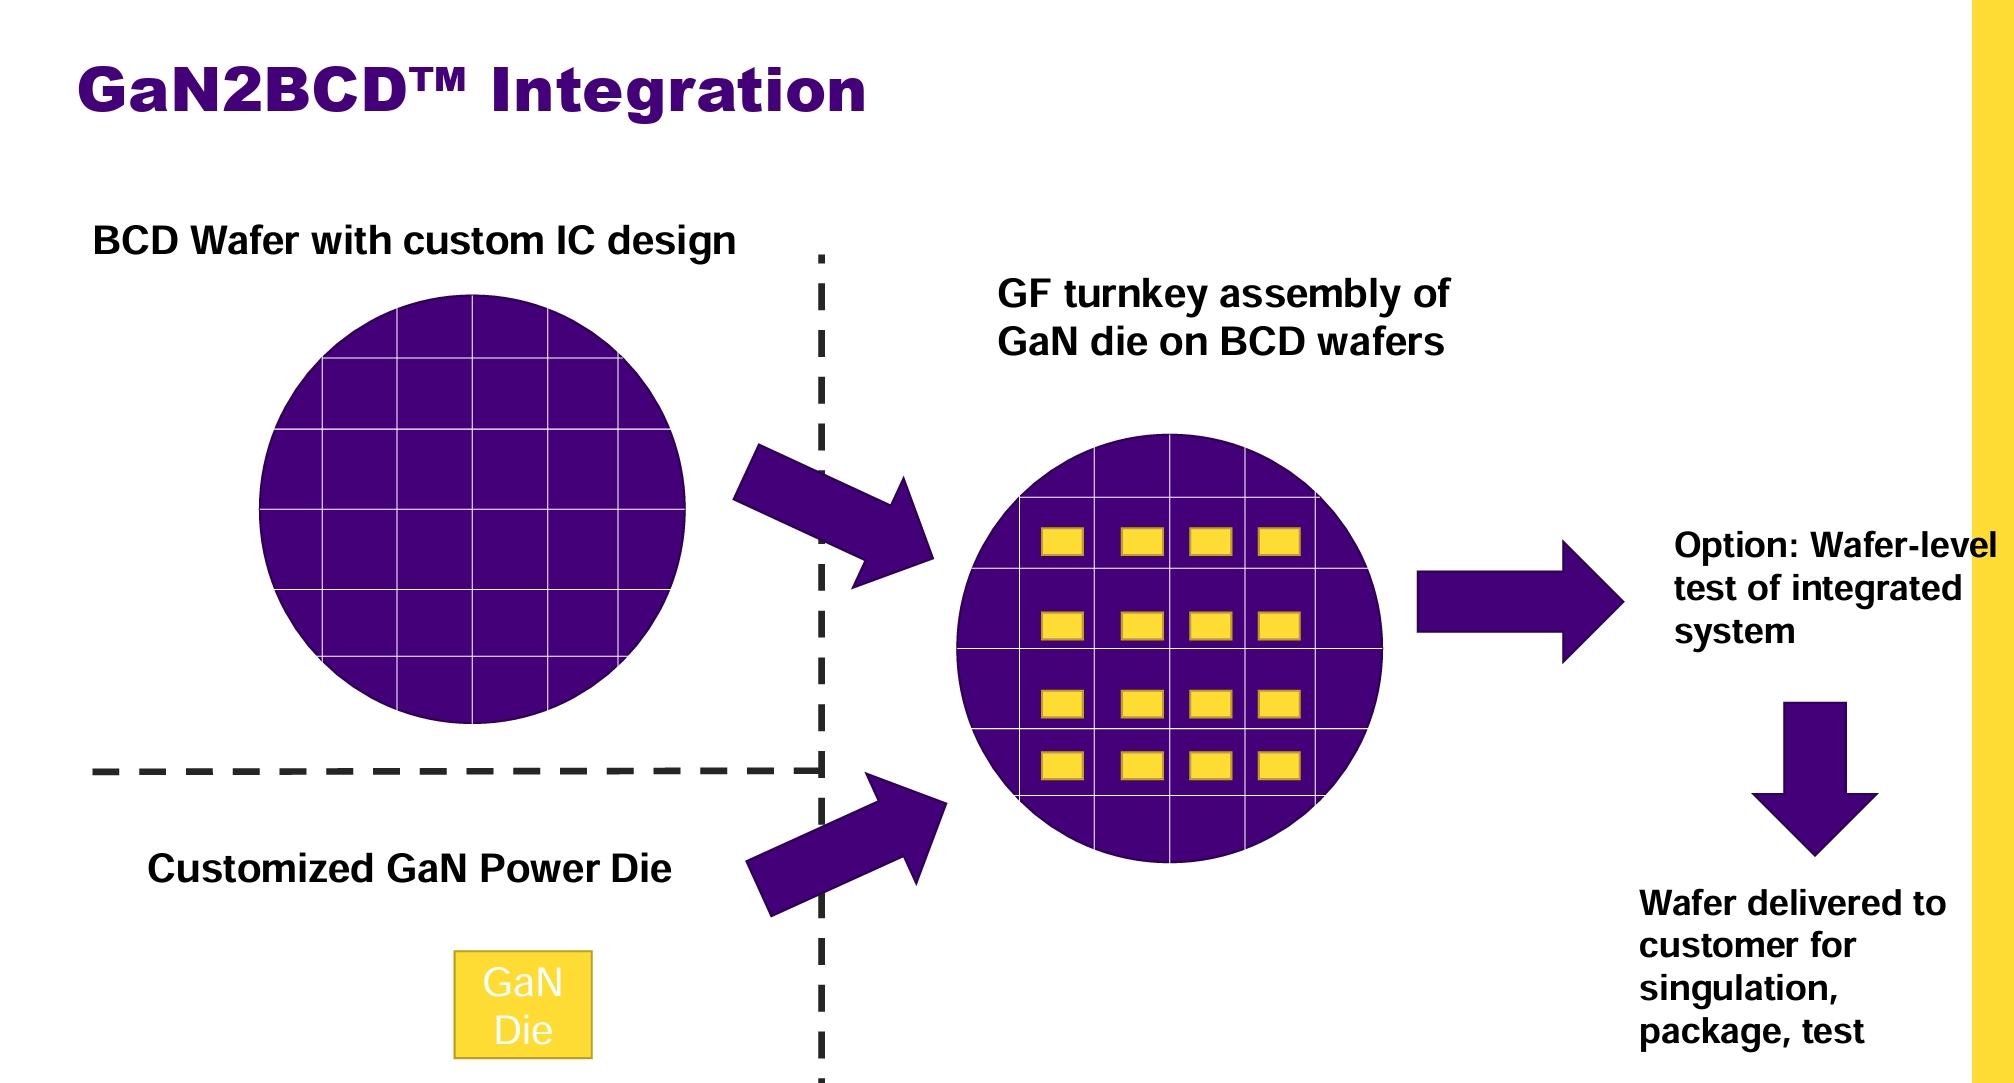 GaN2BCD™ Integration
BCD Wafer with custom IC design
GF turnkey assembly of
GaN die on BCD wafers
Option: Wafer-level
test of integrated
system
Customized GaN Power Die
GaN
Die
Wafer delivered to
customer for
singulation,
package, test